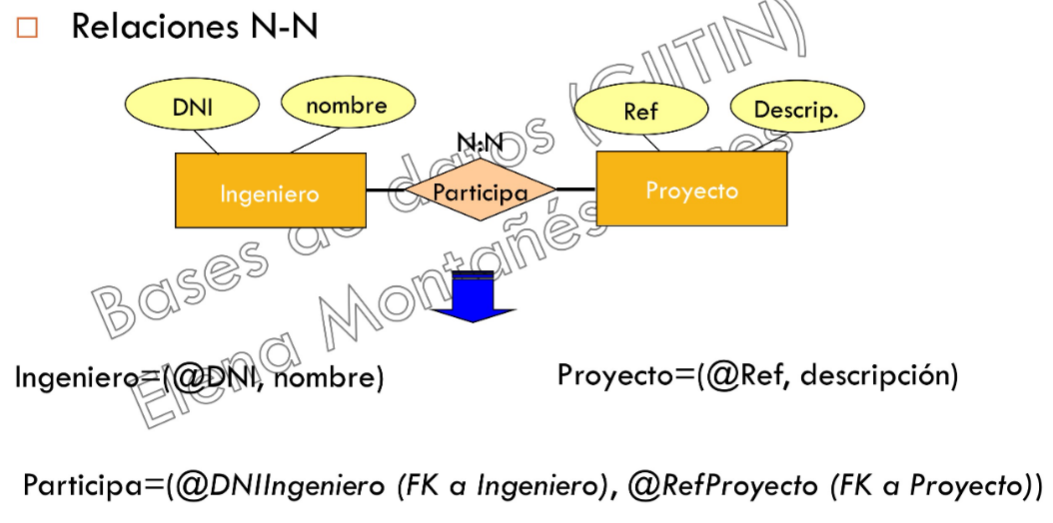 Relaciones N-N
DNI
nombre
Ref
Descrip.
N:N
Ingeniero
Participa
Proyecto
Bases de datos (GIITIN)
Elena Montañés
Ingeniero=(@DNI, nombre)
Proyecto=(@Ref, descripción)
Participa=(@DNIIngeniero (FK a Ingeniero), @RefProyecto (FK a Proyecto))